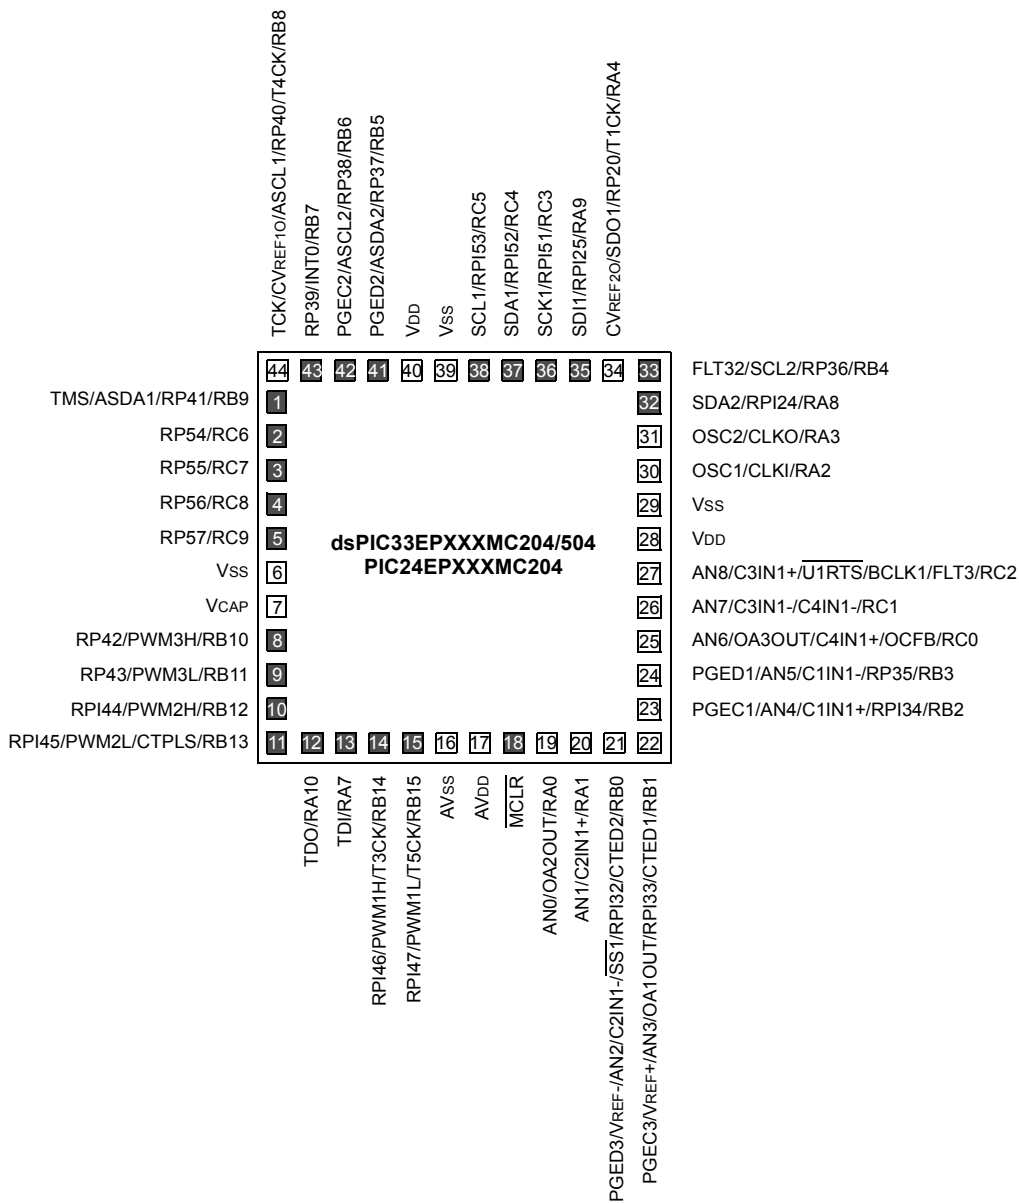 TCK/CVREF1O/ASCL1/RP40/T4CK/RB8
RP39/INT0/RB7
PGEC2/ASCL2/RP38/RB6
PGED2/ASDA2/RP37/RB5
VDD
VSS
SCL1/RPI53/RC5
SDA1/RPI52/RC4
SCK1/RPI51/RC3
SDI1/RPI25/RA9
CVREF2O/SDO1/RP20/T1CK/RA4
44 43 42 41 40 39 38 37 36 35 34 33 FLT32/SCL2/RP36/RB4
TMS/ASDA1/RP41/RB9 1
32 SDA2/RPI24/RA8
RP54/RC6 2
31 OSC2/CLKO/RA3
RP55/RC7 3
30 OSC1/CLKI/RA2
RP56/RC8 4
29 VSS
RP57/RC9 5
28 VDD
dsPIC33EPXXXMC204/504
PIC24EPXXXMC204
VSS 6
27 AN8/C3IN1+/U1RTS/BCLK1/FLT3/RC2
VCAP 7
26 AN7/C3IN1-/C4IN1-/RC1
RP42/PWM3H/RB10 8
25 AN6/OA3OUT/C4IN1+/OCFB/RC0
RP43/PWM3L/RB11 9
24 PGED1/AN5/C1IN1-/RP35/RB3
RPI44/PWM2H/RB12 10
23 PGEC1/AN4/C1IN1+/RPI34/RB2
RPI45/PWM2L/CTPLS/RB13 11 12 13 14 15 16 17 18 19 20 21 22
TDO/RA10
TDI/RA7
RPI46/PWM1H/T3CK/RB14
RPI47/PWM1L/T5CK/RB15
AVSS
AVDD
MCLR
AN0/OA2OUT/RA0
AN1/C2IN1+/RA1
PGED3/VREF-/AN2/C2IN1-/SS1/RPI32/CTED2/RB0
PGEC3/VREF+/AN3/OA1OUT/RPI33/CTED1/RB1